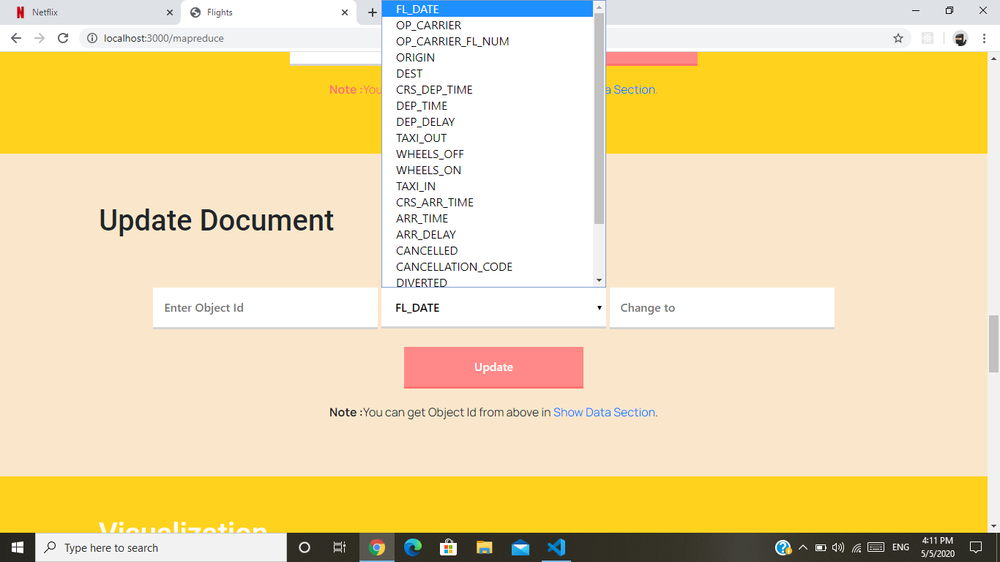 Netflix
Flights
localhost:3000/mapreduce
FL_DATE
OP_CARRIER
OP_CARRIER_FL_NUM
ORIGIN
DEST
CRS_DEP_TIME
DEP_TIME
DEP_DELAY
TAXI_OUT
WHEELS_OFF
WHEELS_ON
TAXI_IN
CRS_ARR_TIME
ARR_TIME
ARR_DELAY
CANCELLED
CANCELLATION_CODE
DIVERTED
Note :You a Section.
Update Document
Enter Object Id FL_DATE Change to
Update
Note :You can get Object Id from above in Show Data Section.
Visualization
Type here to search
ENG
4:11 PM
5/5/2020